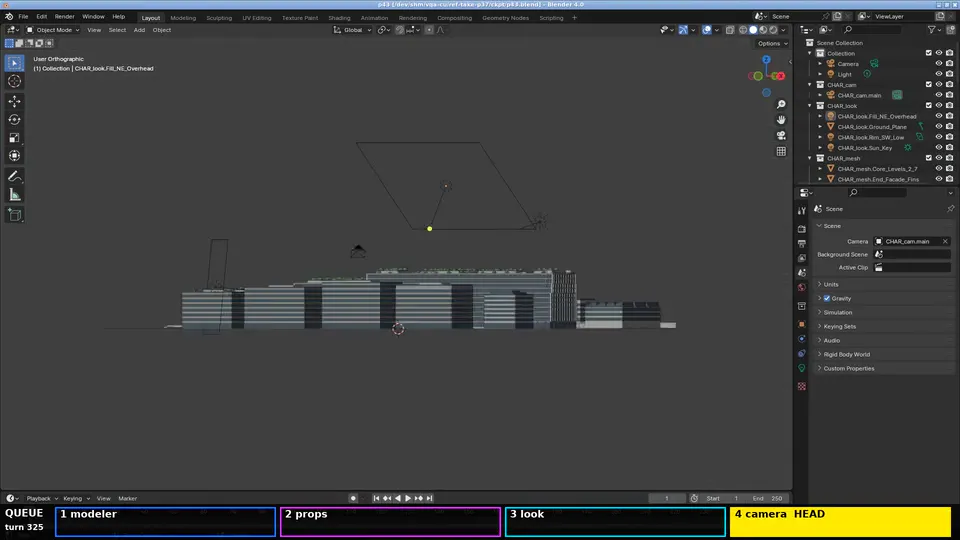 p43 [/dev/shm/vga-cu/ref-take-p37/ckpt/p43.blend] - Blender 4.0
File Edit Render Window Help Layout Modeling Sculpting UV Editing Texture Paint Shading Animation Rendering Compositing Geometry Nodes Scripting Scene ViewLayer
Object Mode View Select Add Object Global
Options
User Orthographic
(1) Collection | CHAR_look.Fill_NE_Overhead
Z
X
Scene Collection
Collection
Camera
Light
CHAR_cam
CHAR_cam.main
CHAR_look
CHAR_look.Fill_NE_Overhead
CHAR_look.Ground_Plane
CHAR_look.Rim_SW_Low
CHAR_look.Sun_Key
CHAR_mesh
CHAR_mesh.Core_Levels_2_7
CHAR_mesh.End_Facade_Fins
Scene
Scene
Camera CHAR_cam.main
Background Scene
Active Clip
Units
Gravity
Simulation
Keying Sets
Audio
Rigid Body World
Custom Properties
Playback Keying View Marker 1 Start 1 End 250
QUEUE
turn 325
1 modeler
2 props
3 look
4 camera HEAD